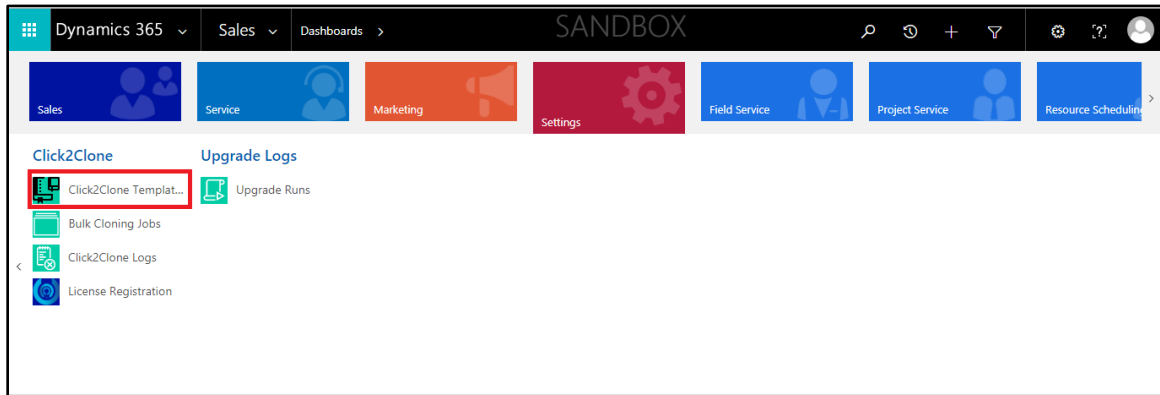 Dynamics 365 Sales Dashboards SANDBOX
Sales Service Marketing Settings Field Service Project Service Resource Scheduling
Click2Clone Upgrade Logs
Click2Clone Templat... Upgrade Runs
Bulk Cloning Jobs
Click2Clone Logs
License Registration